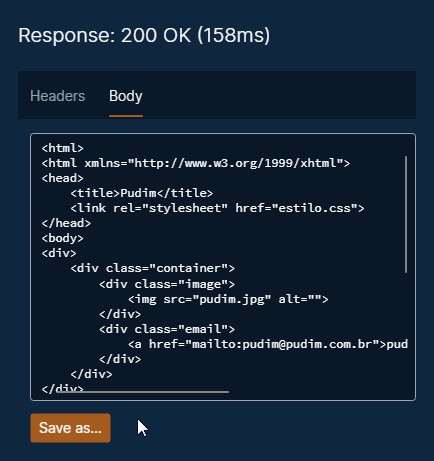 Response: 200 OK (158ms)
Headers Body
<html>
<html xmlns="http://www.w3.org/1999/xhtml">
<head>
    <title>Pudim</title>
    <link rel="stylesheet" href="estilo.css">
</head>
<body>
<div>
    <div class="container">
        <div class="image">
            <img src="pudim.jpg" alt="">
        </div>
        <div class="email">
            <a href="mailto:pudim@pudim.com.br">pud
        </div>
    </div>
</div>
Save as...